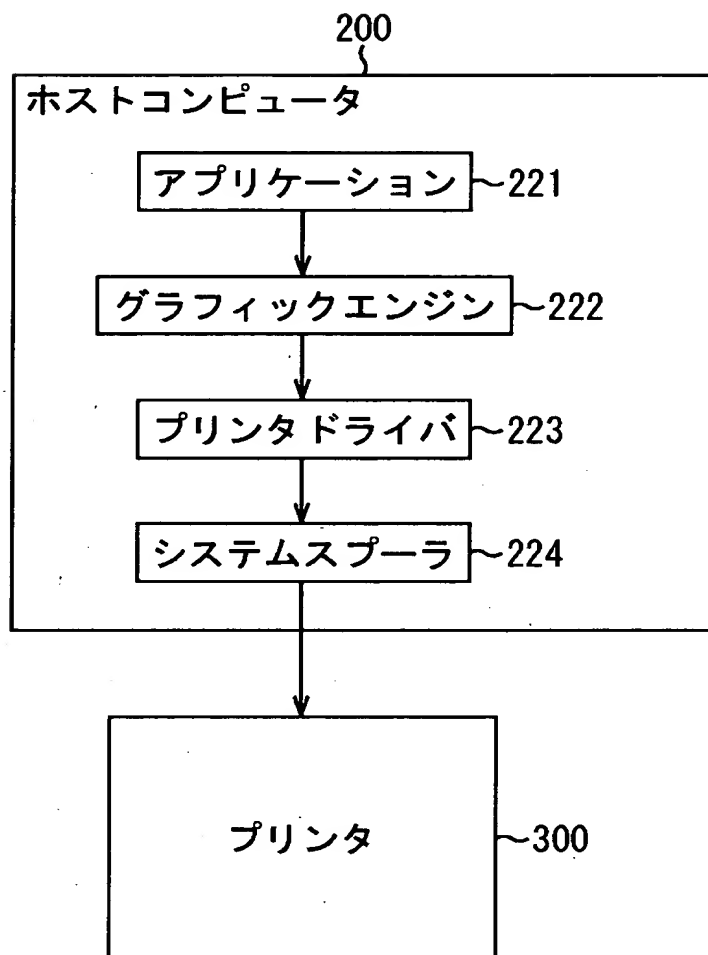 200
ホストコンピュータ
アプリケーション 221
グラフィックエンジン 222
プリンタドライバ 223
システムスプーラ 224
プリンタ 300